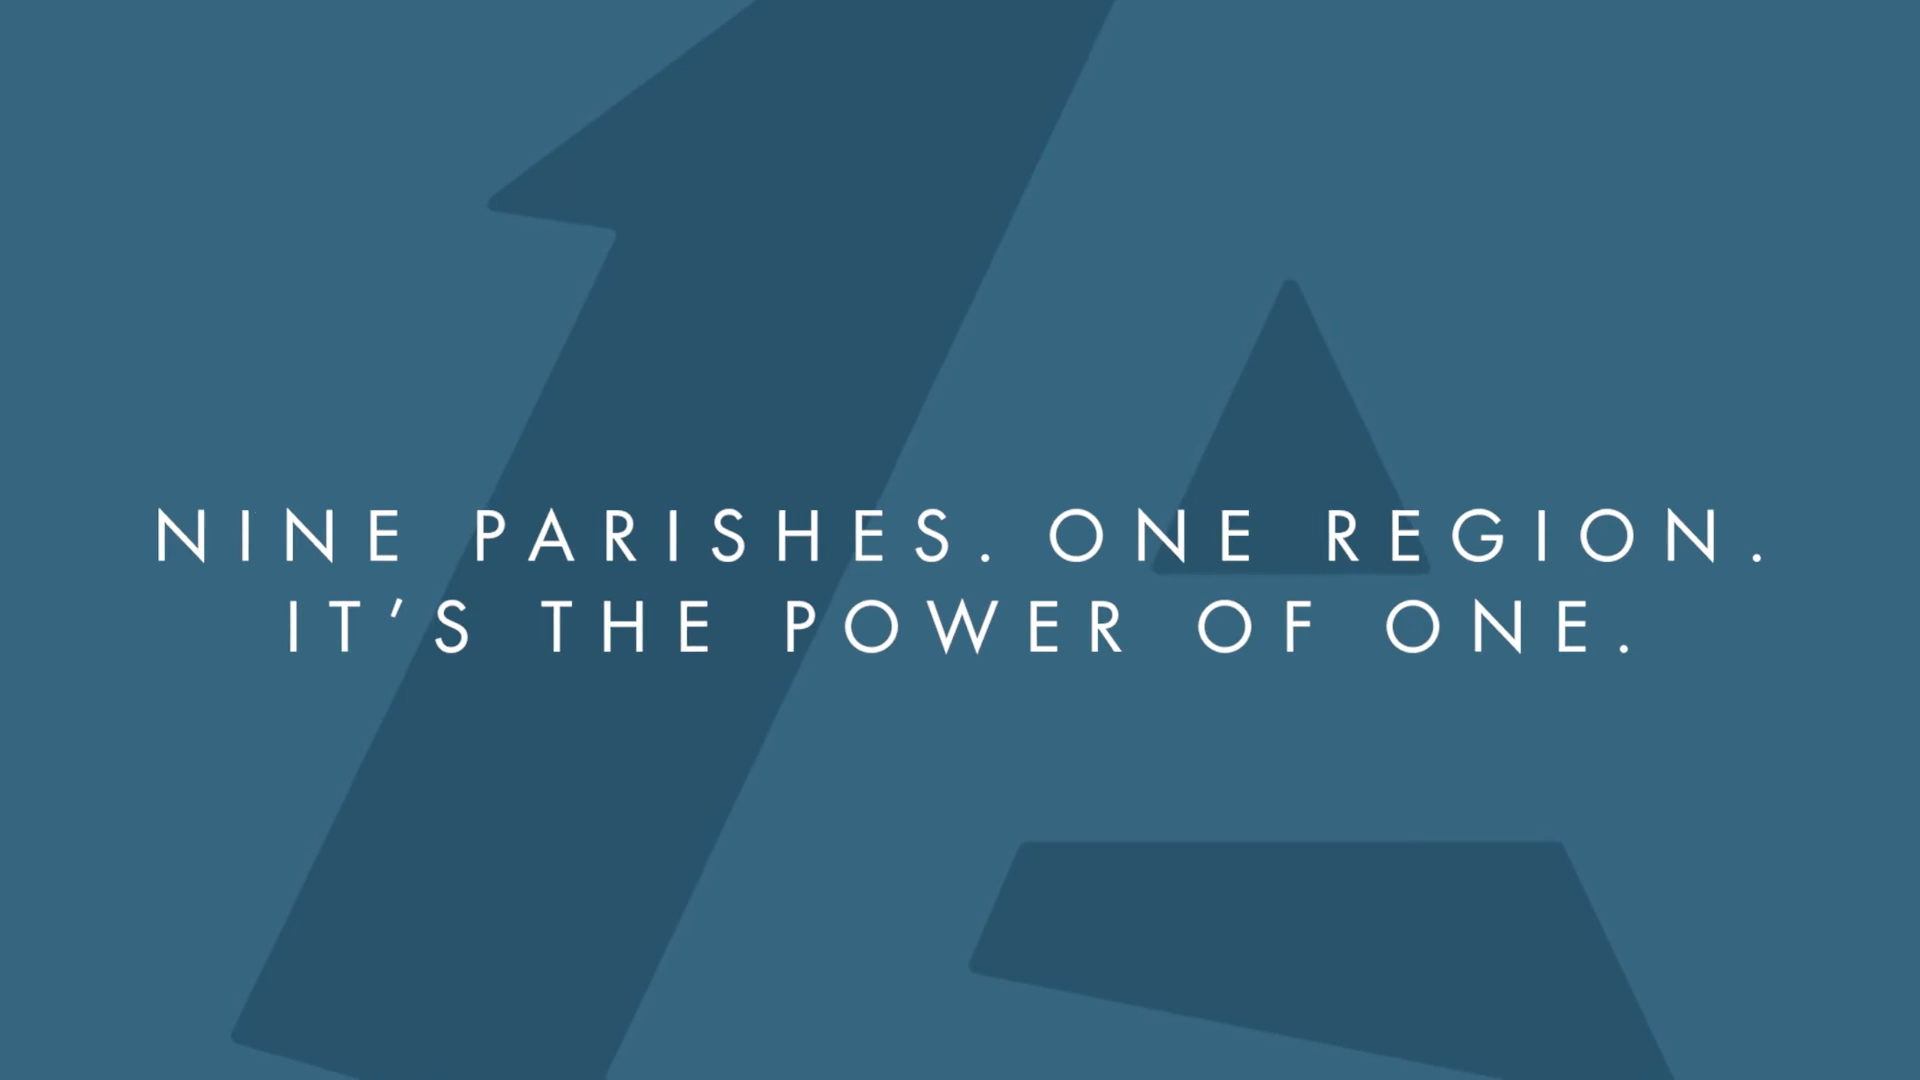 NINE PARISHES. ONE REGION.
IT’S THE POWER OF ONE.